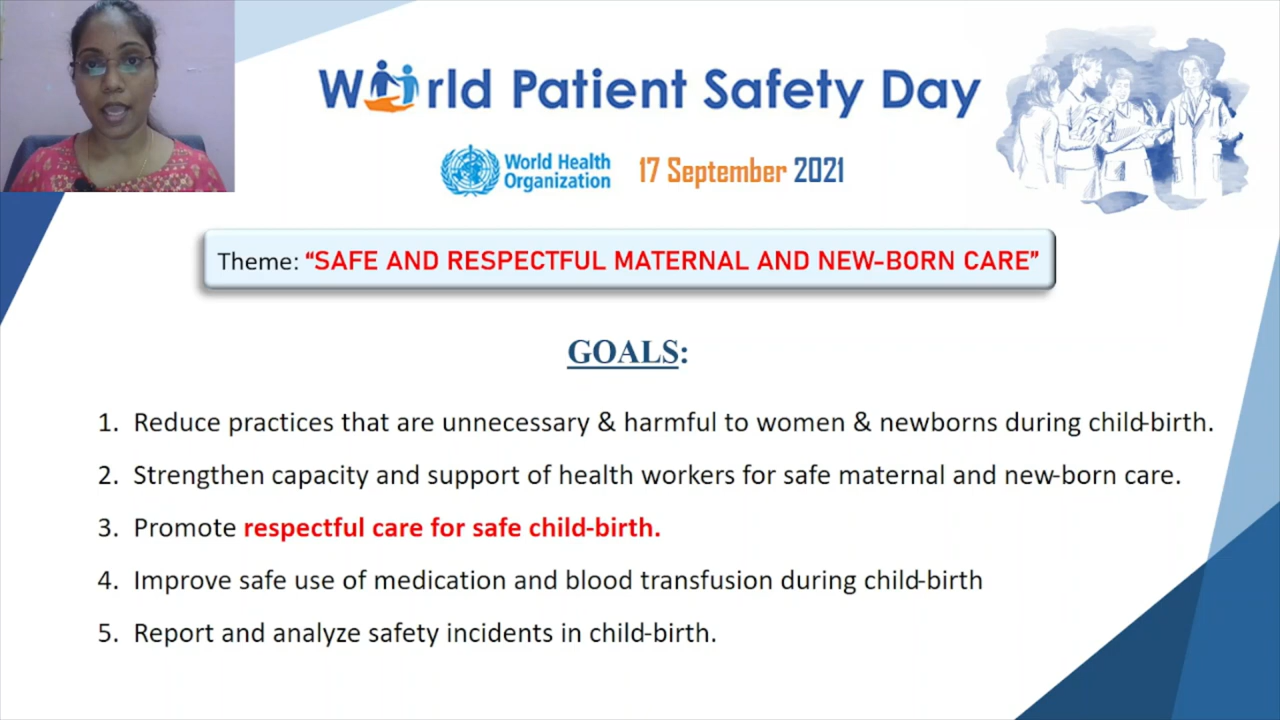 World Patient Safety Day
World Health
Organization
17 September 2021
Theme: “SAFE AND RESPECTFUL MATERNAL AND NEW-BORN CARE”
GOALS:
1. Reduce practices that are unnecessary & harmful to women & newborns during child-birth.
2. Strengthen capacity and support of health workers for safe maternal and new-born care.
3. Promote respectful care for safe child-birth.
4. Improve safe use of medication and blood transfusion during child-birth
5. Report and analyze safety incidents in child-birth.